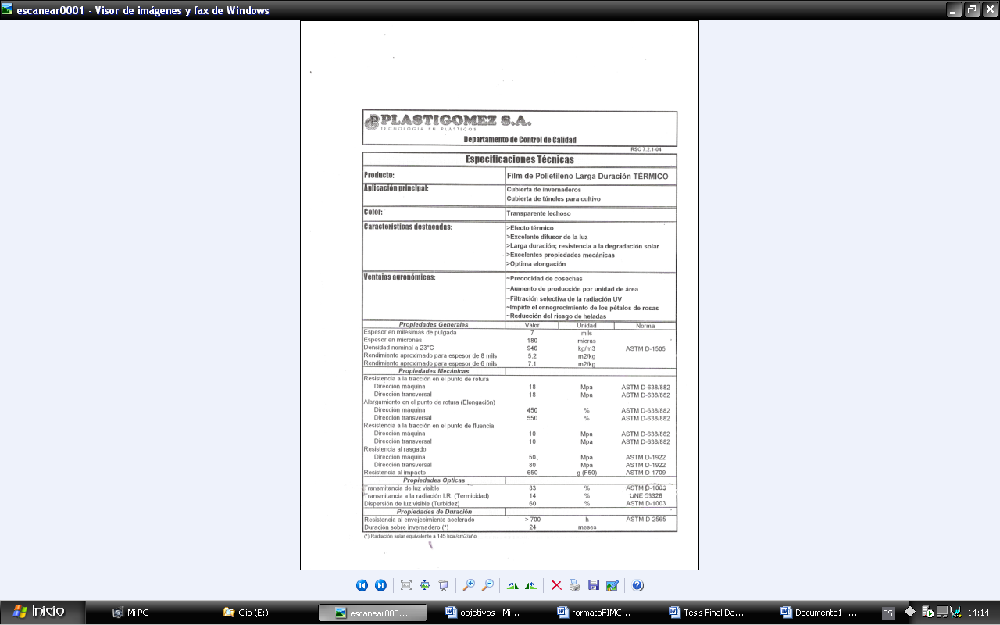 escanear0001 - Visor de imágenes y fax de Windows
PLASTIGOMEZ S.A.
TECNOLOGIA EN PLASTICOS
Departamento de Control de Calidad
RSC 7.2.1-04
Especificaciones Técnicas
Producto: Film de Polietileno Larga Duración TÉRMICO
Aplicación principal: Cubierta de invernaderos
Cubierta de túneles para cultivo
Color: Transparente lechoso
Características destacadas: >Efecto térmico
>Excelente difusor de la luz
>Larga duración; resistencia a la degradación solar
>Excelentes propiedades mecánicas
>Optima elongación
Ventajas agronómicas: ~Precocidad de cosechas
~Aumento de producción por unidad de área
~Filtración selectiva de la radiación UV
~Impide el ennegrecimiento de los pétalos de rosas
~Reducción del riesgo de heladas
Propiedades Generales Valor Unidad Norma
Espesor en milésimas de pulgada 7 mils
Espesor en micrones 180 micras
Densidad nominal a 23°C 946 kg/m3 ASTM D-1505
Rendimiento aproximado para espesor de 8 mils 5.2 m2/kg
Rendimiento aproximado para espesor de 6 mils 7.1 m2/kg
Propiedades Mecánicas
Resistencia a la tracción en el punto de rotura
Dirección máquina 18 Mpa ASTM D-638/882
Dirección transversal 18 Mpa ASTM D-638/882
Alargamiento en el punto de rotura (Elongación)
Dirección máquina 450 % ASTM D-638/882
Dirección transversal 550 % ASTM D-638/882
Resistencia a la tracción en el punto de fluencia
Dirección máquina 10 Mpa ASTM D-638/882
Dirección transversal 10 Mpa ASTM D-638/882
Resistencia al rasgado
Dirección máquina 50 Mpa ASTM D-1922
Dirección transversal 80 Mpa ASTM D-1922
Resistencia al impacto 650 g (F50) ASTM D-1709
Propiedades Opticas
Transmitancia de luz visible 83 % ASTM D-1003
Transmitancia a la radiación I.R. (Termicidad) 14 % UNE 53328
Dispersión de luz visible (Turbidez) 60 % ASTM D-1003
Propiedades de Duración
Resistencia al envejecimiento acelerado > 700 h ASTM D-2565
Duración sobre invernadero (*) 24 meses
(*) Radiación solar equivalente a 145 kcal/cm2/año
Inicio Mi PC Clip (E:) escanear000... objetivos - Mi... formatoFIMC... Tesis Final Da... Documento1 -... ES 14:14